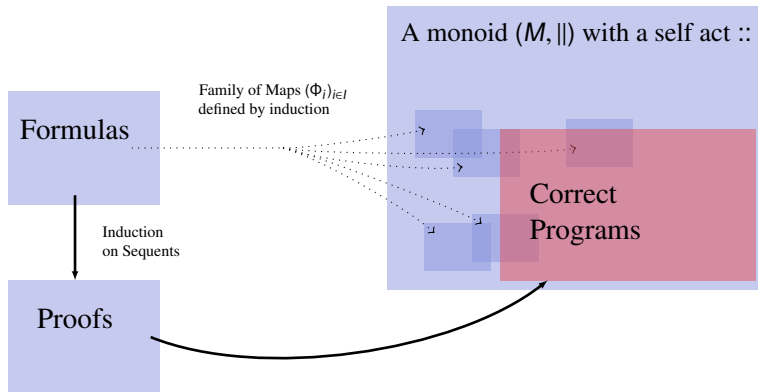 A monoid (M, ||) with a self act ::
Family of Maps (Φᵢ)ᵢ∈I
defined by induction
Formulas
Correct
Programs
Induction
on Sequents
Proofs